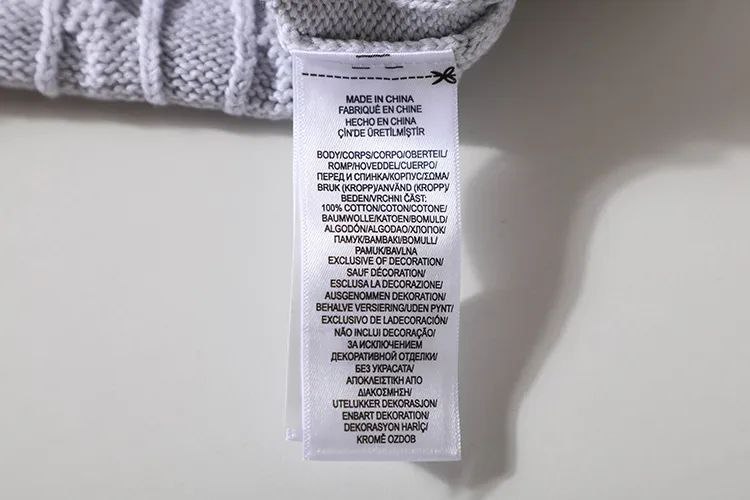 MADE IN CHINA
FABRIQUÉ EN CHINE
HECHO EN CHINA
ÇIN'DE ÜRETİLMİŞTİR
BODY/CORPS/CORPO/OBERTEIL/
ROMP/HOVEDDEL/CUERPO/
ПЕРЕД И СПИНКА/КОРПУС/ΣΩΜΑ/
BRUK (KROPP)/ANVÄND (KROPP)/
BEDEN/VRCHNI ČÄST:
100% COTTON/COTON/COTONE/
BAUMWOLLE/KATOEN/BOMULD/
ALGODÓN/ALGODAO/ХЛОПОК/
ПАМУК/ΒΑΜΒΑΚΙ/BOMULL/
PAMUK/BAVLNA
EXCLUSIVE OF DECORATION/
SAUF DÉCORATION/
ESCLUSA LA DECORAZIONE/
AUSGENOMMEN DEKORATION/
BEHALVE VERSIERING/UDEN PYNT/
EXCLUSIVO DE LADECORACIÓN/
NÃO INCLUI DECORAÇÃO/
ЗА ИСКЛЮЧЕНИЕМ
ДЕКОРАТИВНОЙ ОТДЕЛКИ/
БЕЗ УКРАСАТА/
ΑΠΟΚΛΕΙΣΤΙΚΗ ΑΠΟ
ΔΙΑΚΟΣΜΗΣΗ/
UTELUKKER DEKORASJON/
ENBART DEKORATION/
DEKORASYON HARİÇ/
KROMĚ OZDOB